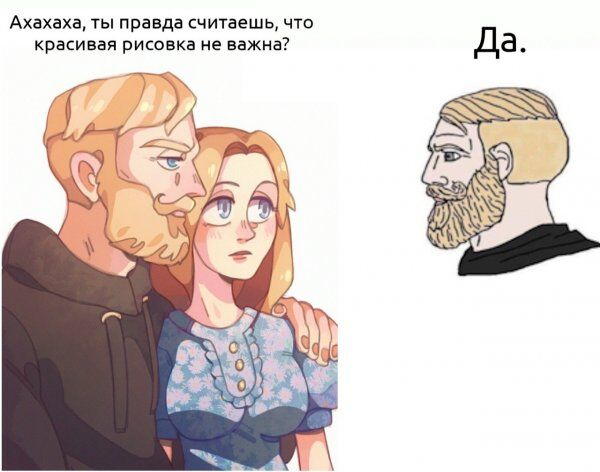 Ахахаха, ты правда считаешь, что
красивая рисовка не важна?
Да.